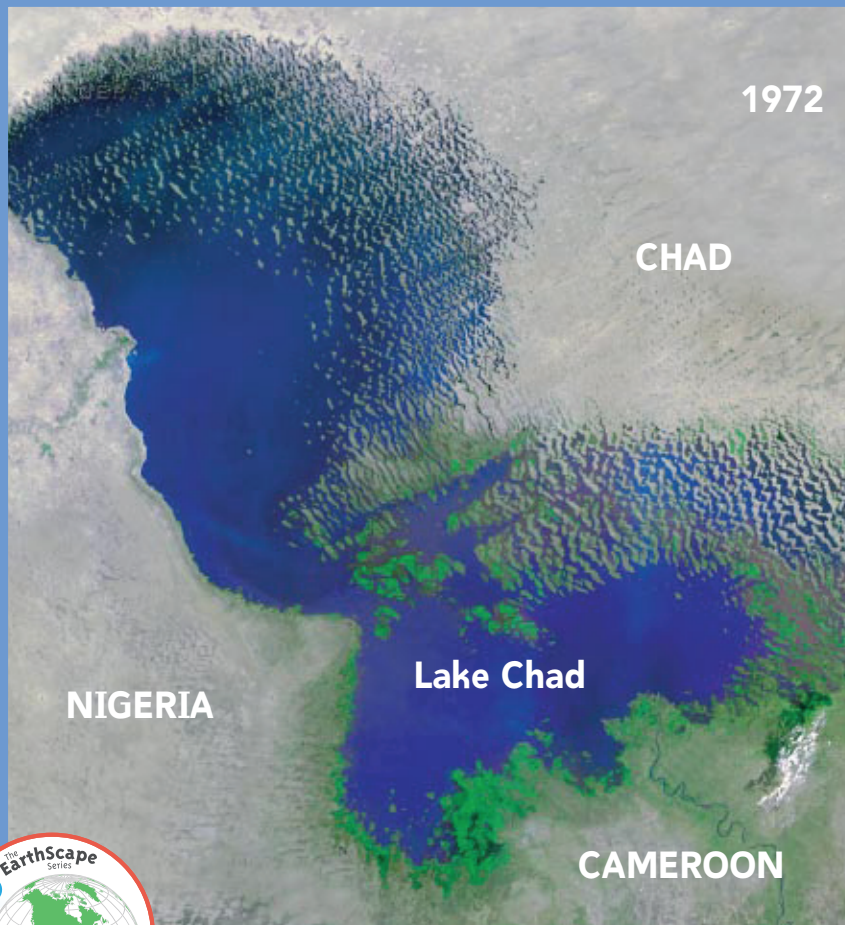 1972
CHAD
Lake Chad
NIGERIA
CAMEROON
The
EarthScape
Series